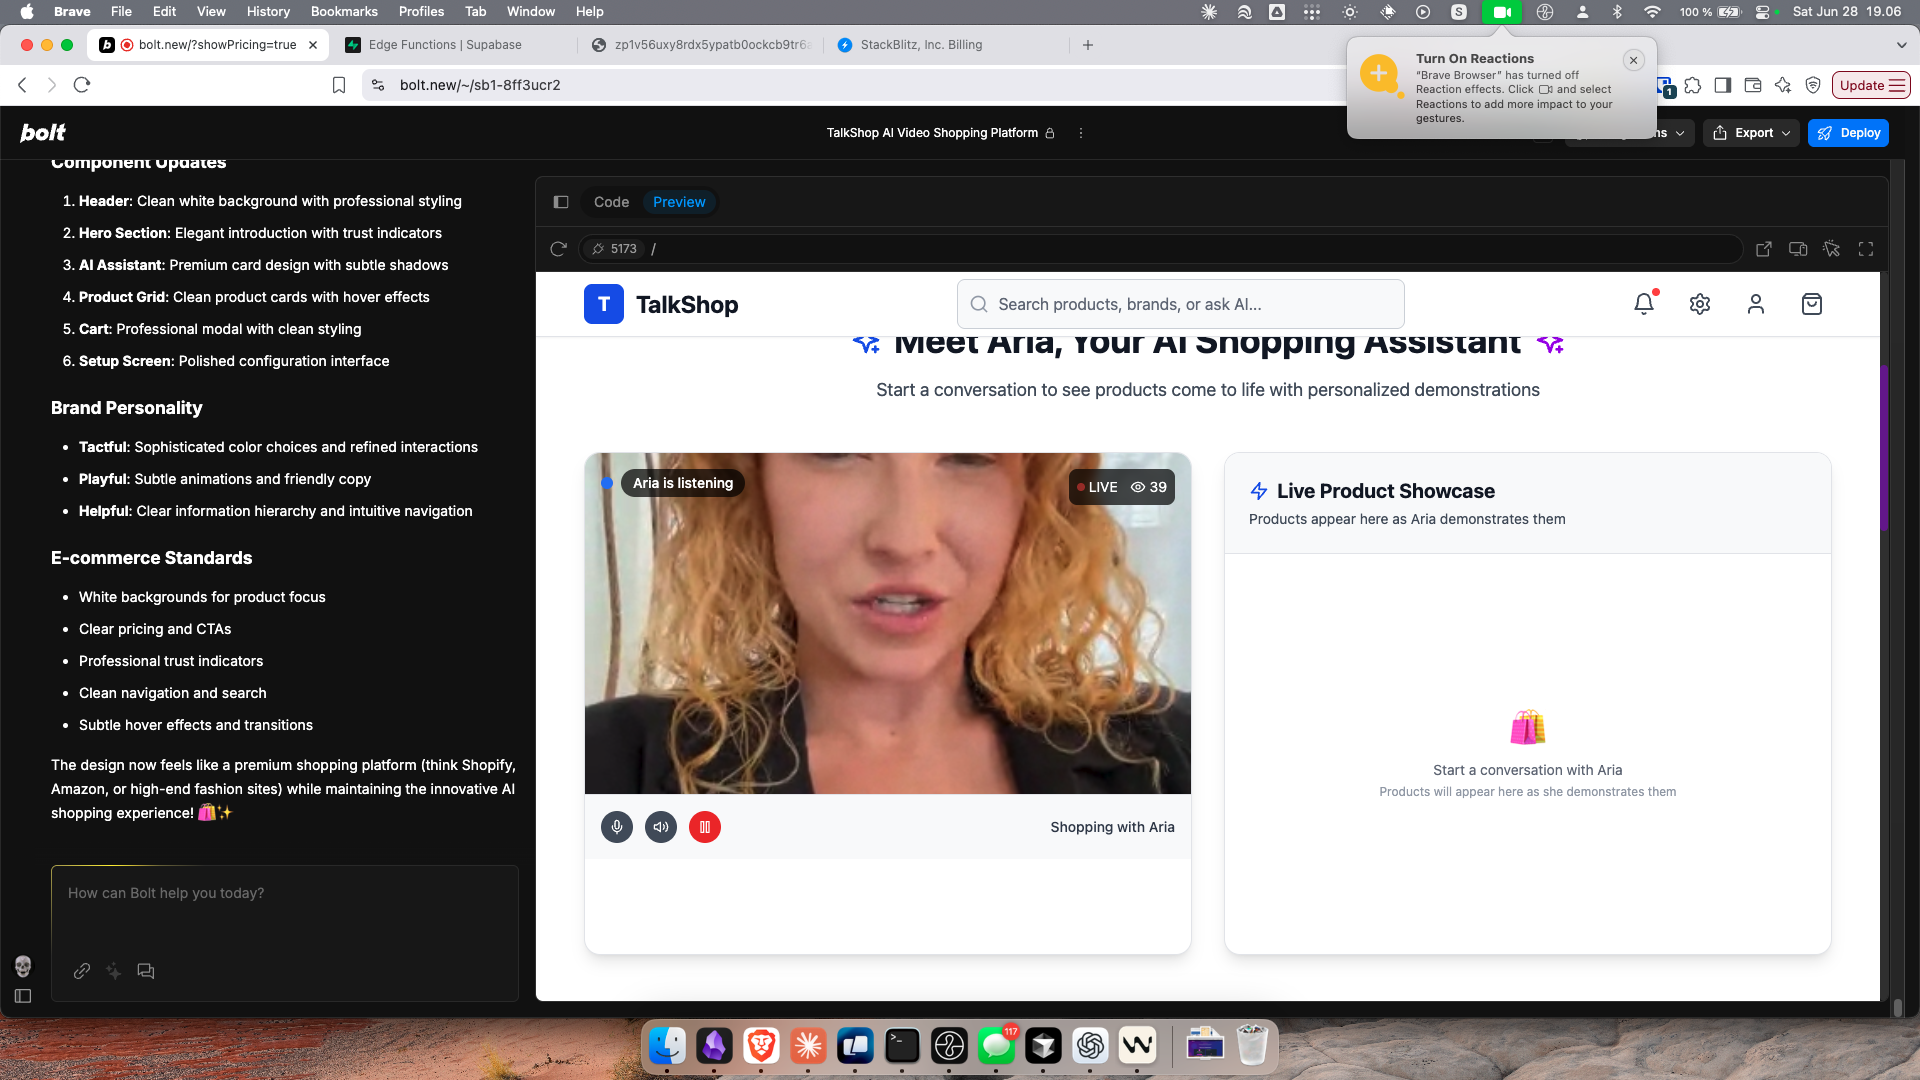 Brave File Edit View History Bookmarks Profiles Tab Window Help
100 % Sat Jun 28 19.06
bolt.new/?showPricing=true
Edge Functions | Supabase
zp1v56uxy8rdx5ypatb0ockcb9tr6a
StackBlitz, Inc. Billing
bolt.new/~/sb1-8ff3ucr2
1
Update
Turn On Reactions
"Brave Browser" has turned off
Reaction effects. Click and select
Reactions to add more impact to your
gestures.
bolt
TalkShop AI Video Shopping Platform
Export
Deploy
Component Updates
1. Header: Clean white background with professional styling
2. Hero Section: Elegant introduction with trust indicators
3. AI Assistant: Premium card design with subtle shadows
4. Product Grid: Clean product cards with hover effects
5. Cart: Professional modal with clean styling
6. Setup Screen: Polished configuration interface
Brand Personality
• Tactful: Sophisticated color choices and refined interactions
• Playful: Subtle animations and friendly copy
• Helpful: Clear information hierarchy and intuitive navigation
E-commerce Standards
• White backgrounds for product focus
• Clear pricing and CTAs
• Professional trust indicators
• Clean navigation and search
• Subtle hover effects and transitions
The design now feels like a premium shopping platform (think Shopify,
Amazon, or high-end fashion sites) while maintaining the innovative AI
shopping experience! 🛍️✨
How can Bolt help you today?
Code Preview
5173 /
T TalkShop
Search products, brands, or ask AI...
Meet Aria, Your AI Shopping Assistant
Start a conversation to see products come to life with personalized demonstrations
Aria is listening
LIVE 39
Shopping with Aria
Live Product Showcase
Products appear here as Aria demonstrates them
Start a conversation with Aria
Products will appear here as she demonstrates them
117